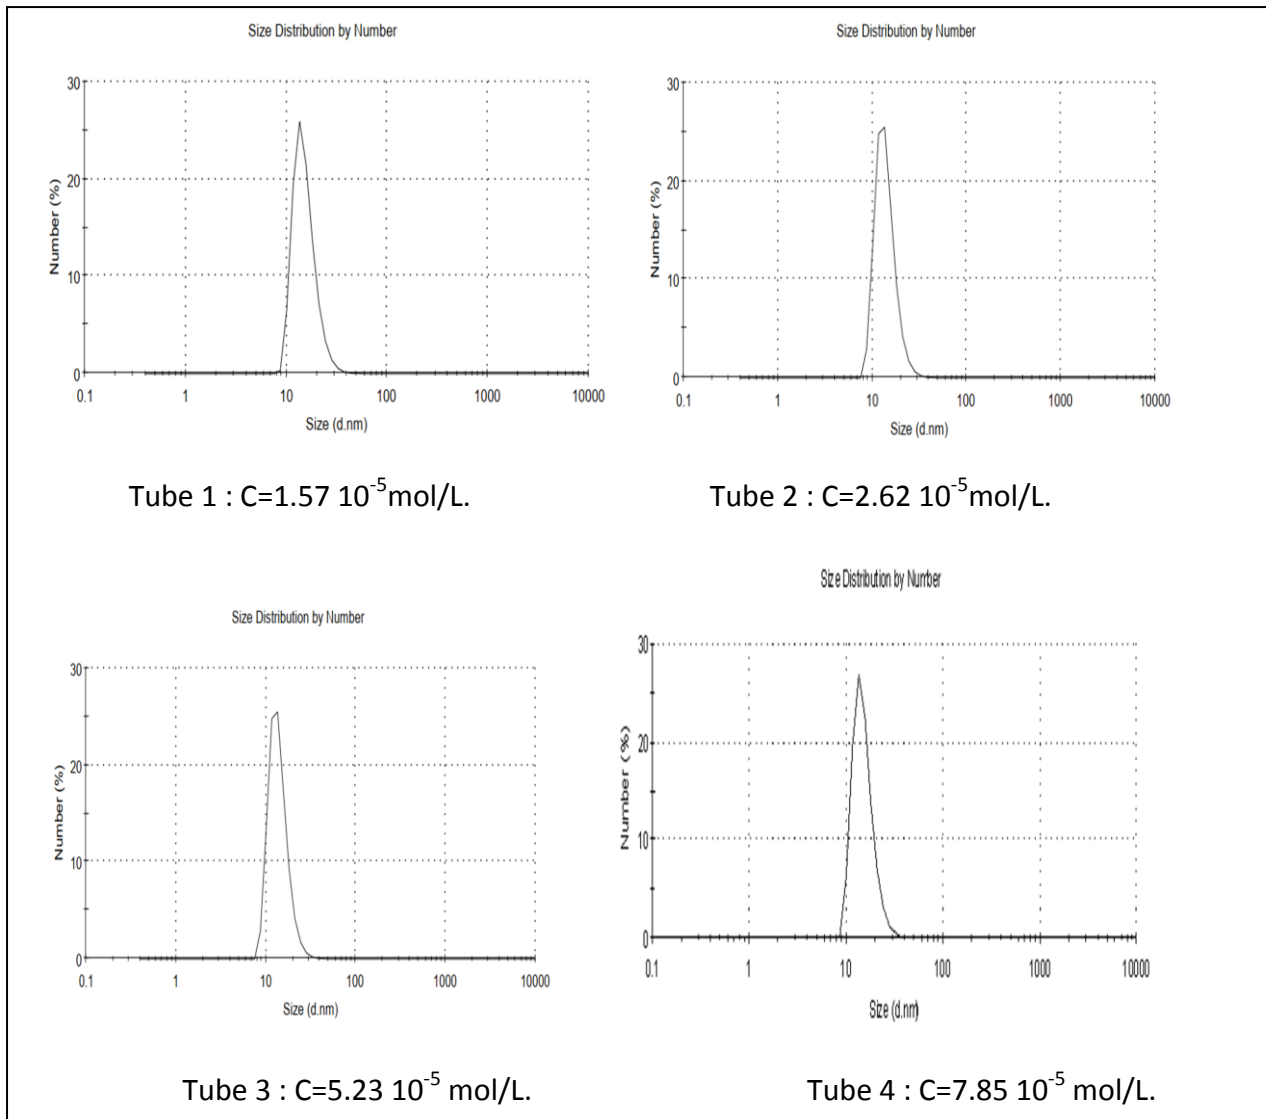 Size Distribution by Number
30
20
10
0
Number (%)
0.1 1 10 100 1000 10000
Size (d.nm)
Tube 1 : C=1.57 10-5mol/L.
Size Distribution by Number
30
20
10
0
Number (%)
0.1 1 10 100 1000 10000
Size (d.nm)
Tube 2 : C=2.62 10-5mol/L.
Size Distribution by Number
30
20
10
0
Number (%)
0.1 1 10 100 1000 10000
Size (d.nm)
Tube 3 : C=5.23 10-5 mol/L.
Size Distribution by Number
30
20
10
0
Number (%)
0.1 1 10 100 1000 10000
Size (d.nm)
Tube 4 : C=7.85 10-5 mol/L.